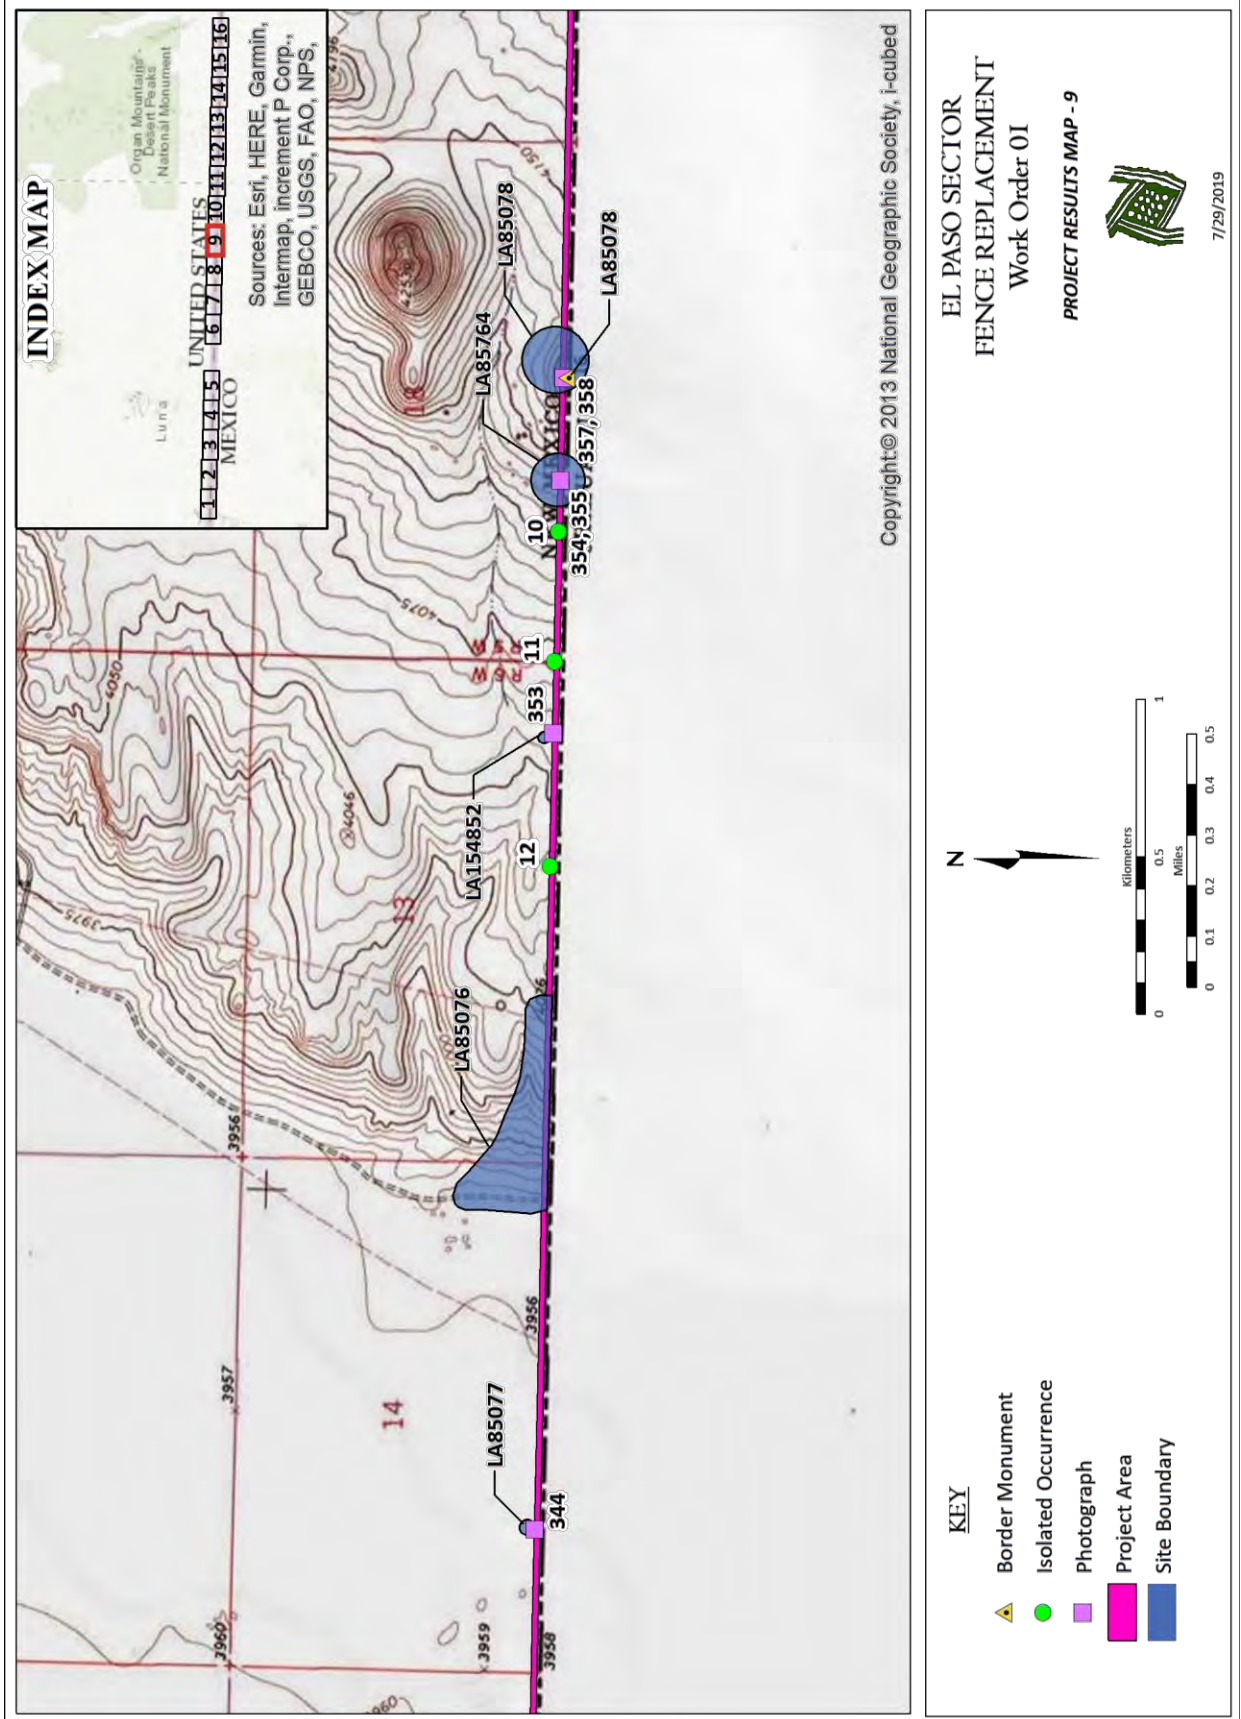 INDEX MAP
Organ Mountains-
Desert Peaks
National Monument
Luna
UNITED STATES
1 2 3 4 5 6 7 8 9 10 11 12 13 14 15 16
MEXICO
Sources: Esri, HERE, Garmin,
Intermap, increment P Corp.,
GEBCO, USGS, FAO, NPS,
3960
3957
3956
3975
4050
4046
4075
4253
4150
4796
14
13
18
R 6 W
R 5 W
3959
3958
3956
3960
LA85077
344
LA85076
12
LA154852
353
11
10
LA85764
354, 355
357, 358
LA85078
LA85078
Copyright:© 2013 National Geographic Society, i-cubed
KEY
Border Monument
Isolated Occurrence
Photograph
Project Area
Site Boundary
N
Kilometers
0 0.5 1
Miles
0 0.1 0.2 0.3 0.4 0.5
EL PASO SECTOR
FENCE REPLACEMENT
Work Order 01
PROJECT RESULTS MAP - 9
7/29/2019